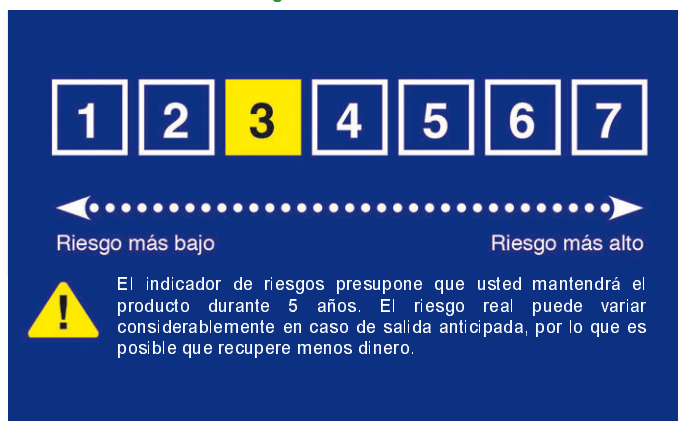 1 2 3 4 5 6 7
Riesgo más bajo Riesgo más alto
!
El indicador de riesgos presupone que usted mantendrá el
producto durante 5 años. El riesgo real puede variar
considerablemente en caso de salida anticipada, por lo que es
posible que recupere menos dinero.